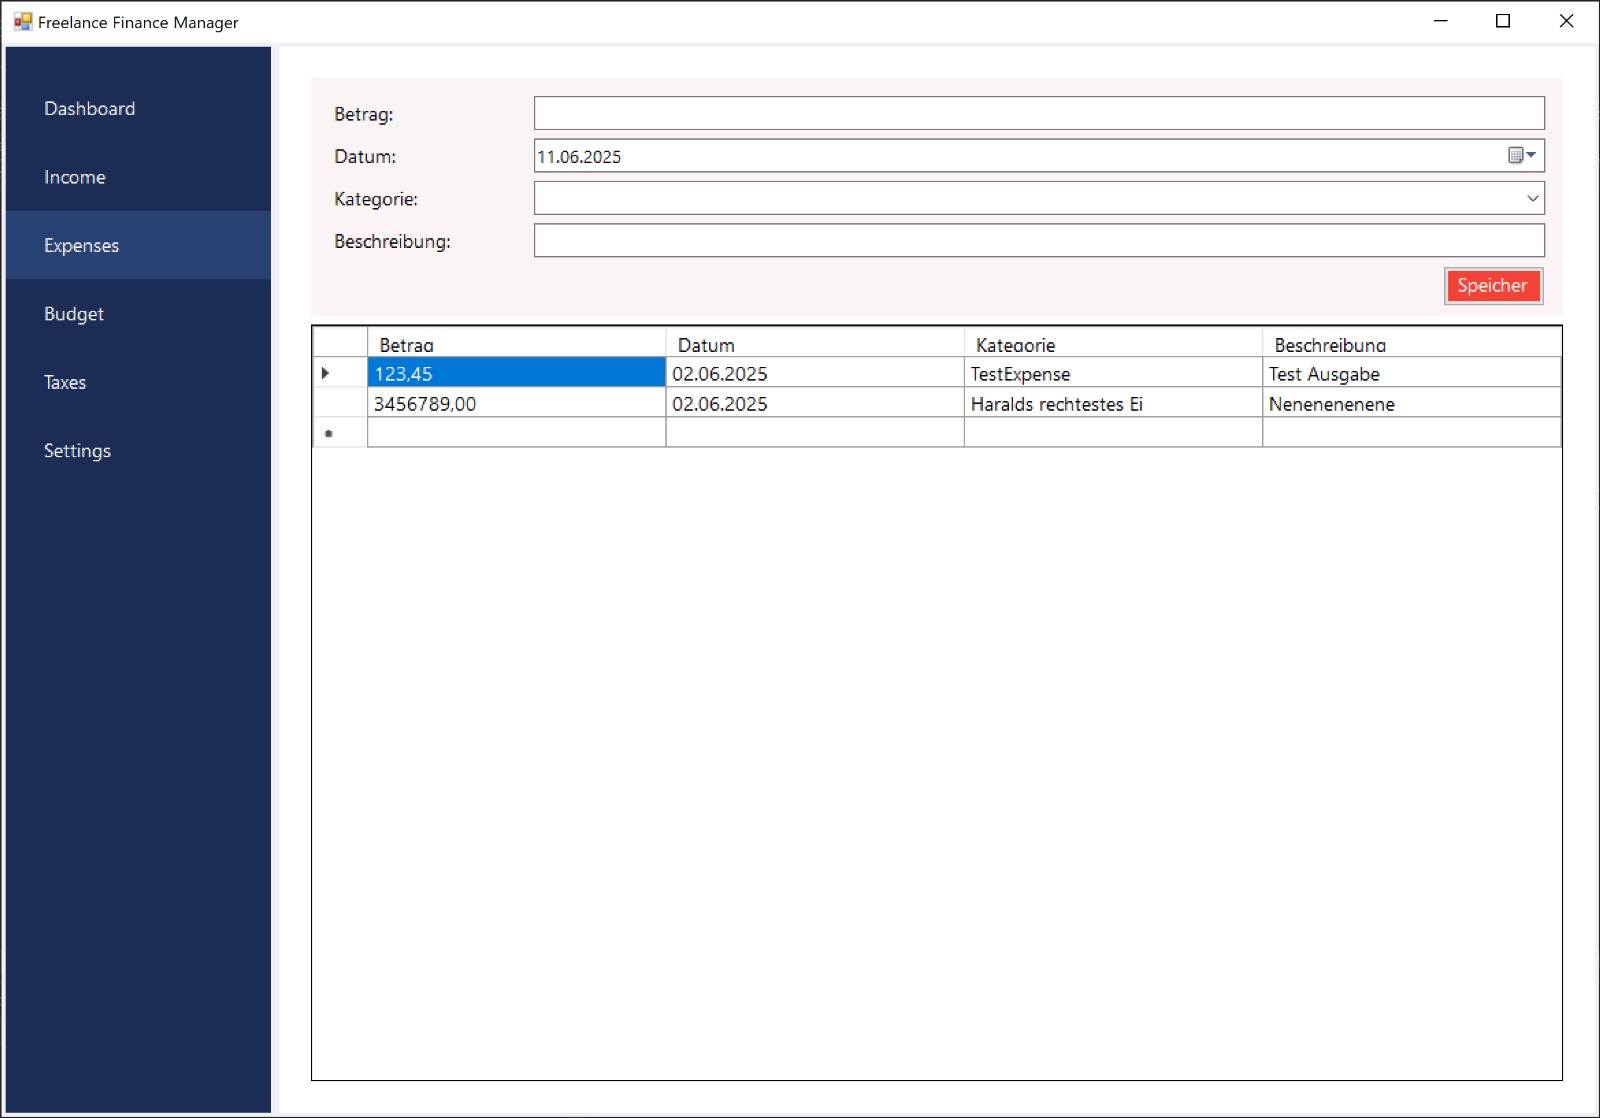 Freelance Finance Manager
Dashboard
Income
Expenses
Budget
Taxes
Settings
Betrag:
Datum: 11.06.2025
Kategorie:
Beschreibung:
Speicher
Betrag Datum Kategorie Beschreibung
123,45 02.06.2025 TestExpense Test Ausgabe
3456789,00 02.06.2025 Haralds rechtestes Ei Nenenenenene